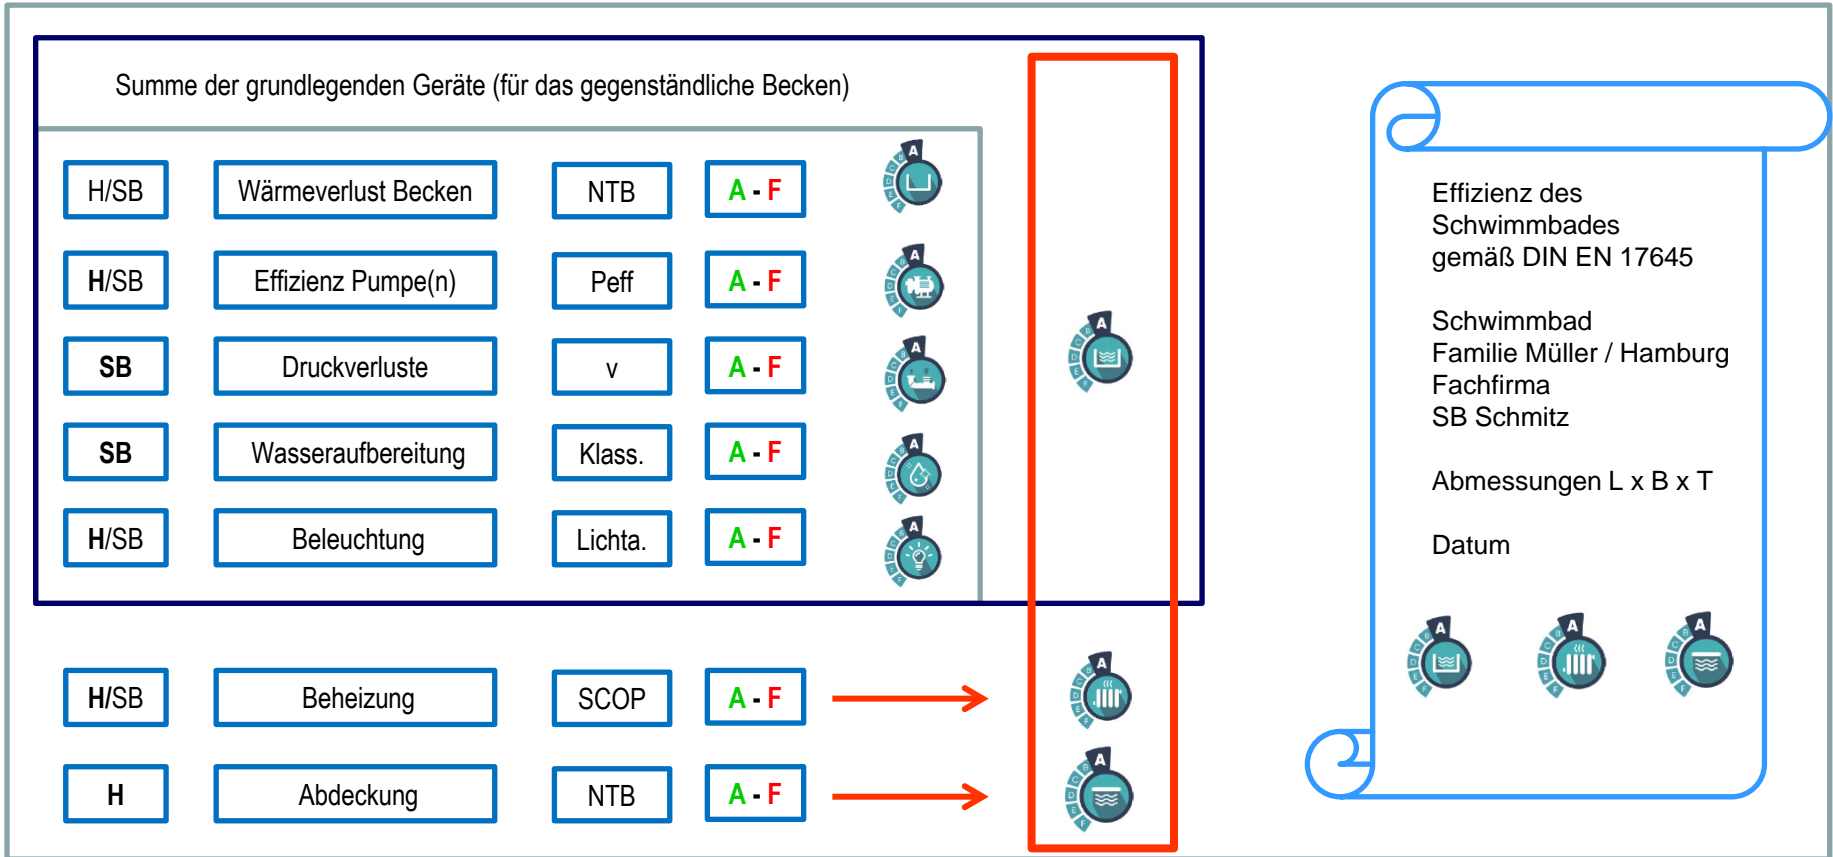 Summe der grundlegenden Geräte (für das gegenständliche Becken)
H/SB Wärmeverlust Becken NTB A - F
H/SB Effizienz Pumpe(n) Peff A - F
SB Druckverluste v A - F
SB Wasseraufbereitung Klass. A - F
H/SB Beleuchtung Lichta. A - F
H/SB Beheizung SCOP A - F
H Abdeckung NTB A - F
Effizienz des
Schwimmbades
gemäß DIN EN 17645
Schwimmbad
Familie Müller / Hamburg
Fachfirma
SB Schmitz
Abmessungen L x B x T
Datum